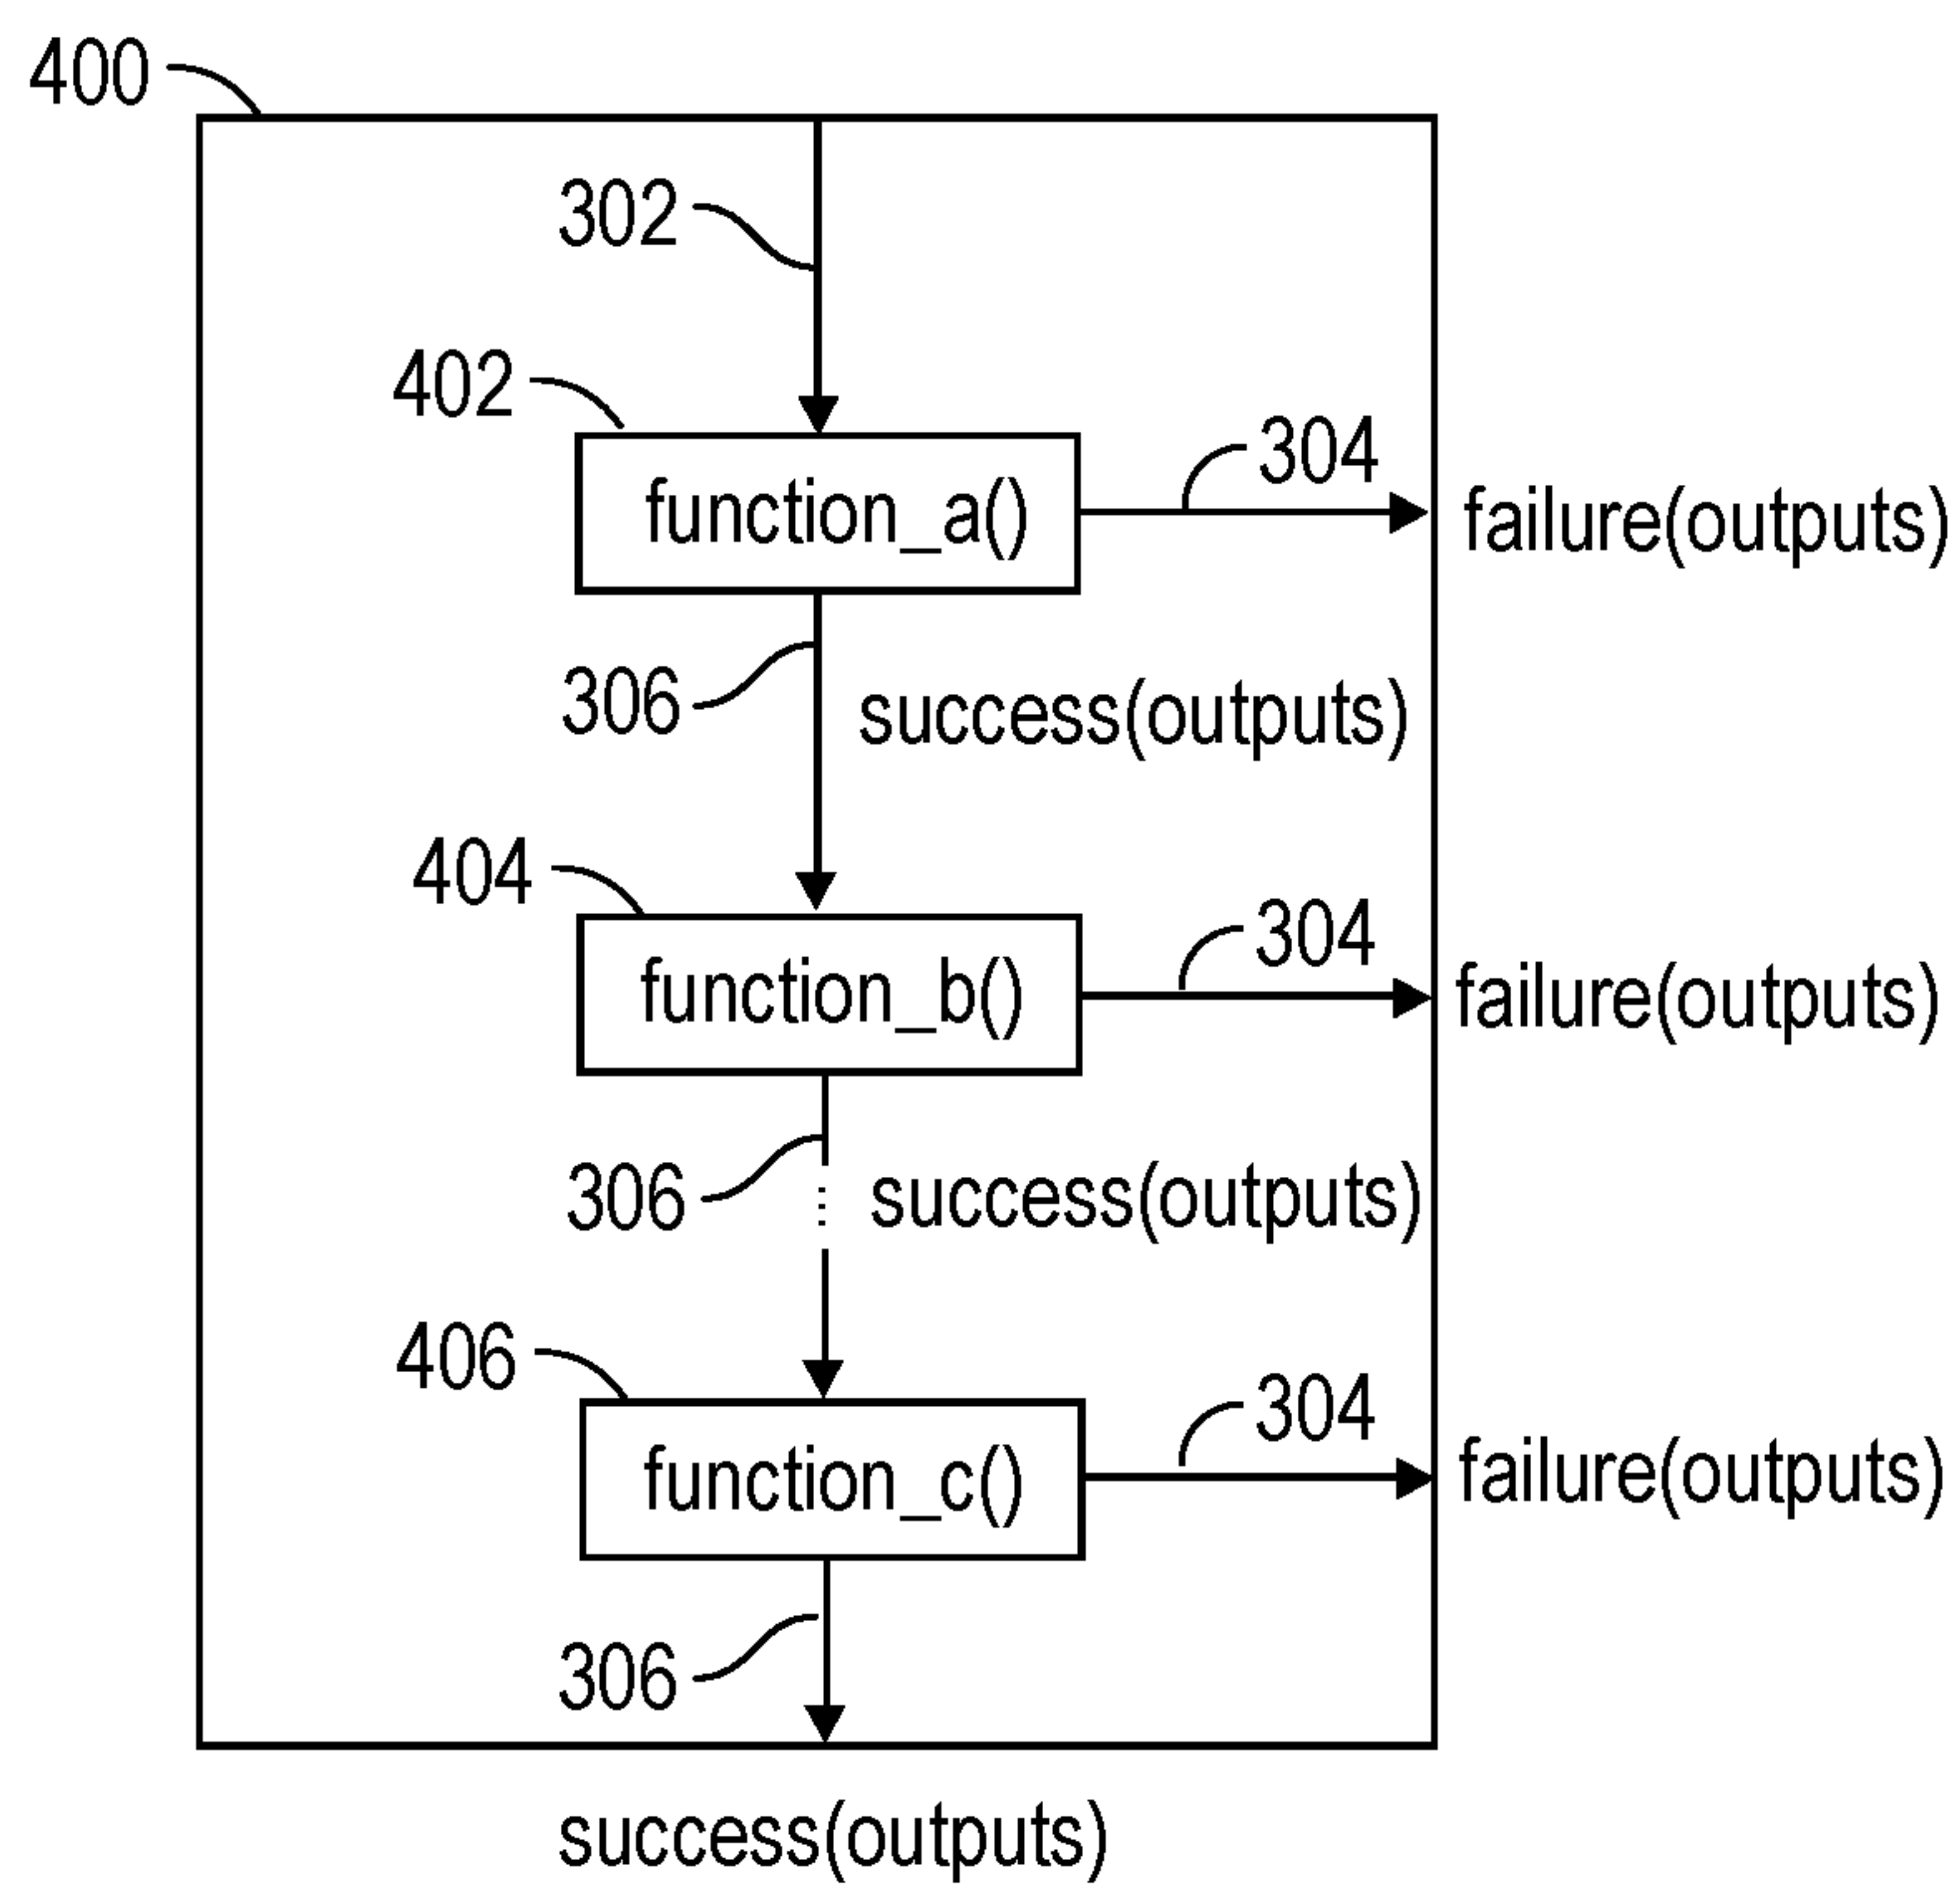 400
302
402
304
function_a()
failure(outputs)
306
success(outputs)
404
304
function_b()
failure(outputs)
306
success(outputs)
406
304
function_c()
failure(outputs)
306
success(outputs)